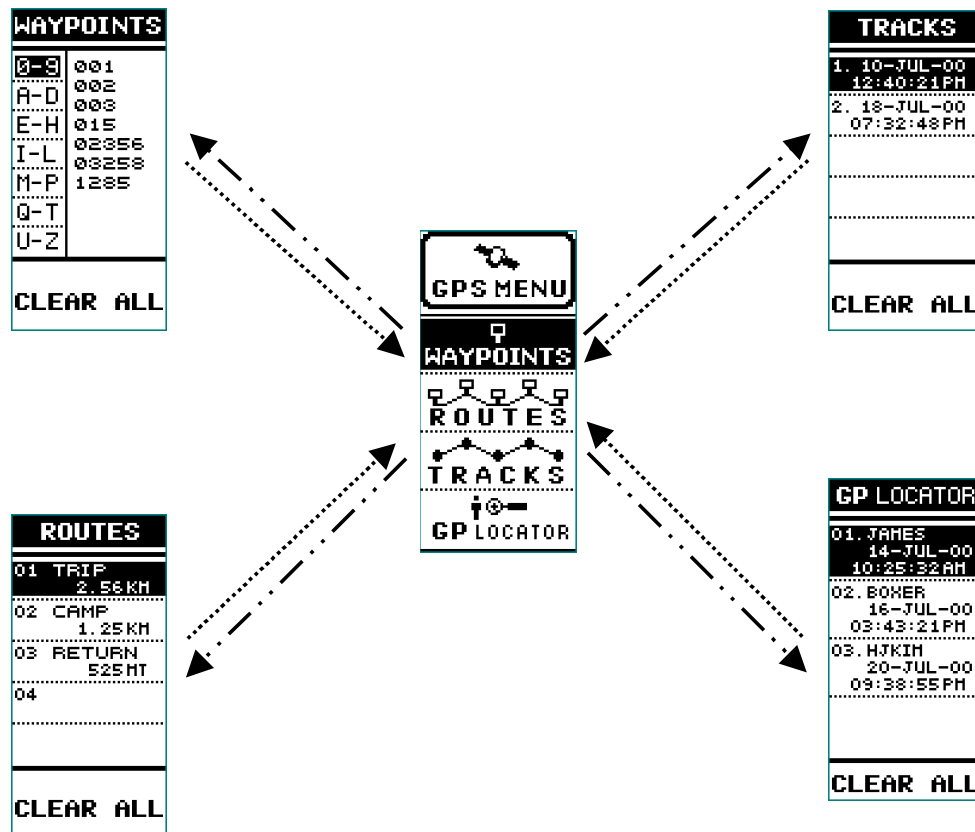 WAYPOINTS
0-9
A-D
E-H
I-L
M-P
Q-T
U-Z
001
002
003
015
02356
03258
1285
CLEAR ALL
TRACKS
1. 10-JUL-00
12:40:21PM
2. 18-JUL-00
07:32:48PM
CLEAR ALL
GPS MENU
WAYPOINTS
ROUTES
TRACKS
GP LOCATOR
ROUTES
01 TRIP
2.56KM
02 CAMP
1.25KM
03 RETURN
525MT
04
CLEAR ALL
GP LOCATOR
01.JAMES
14-JUL-00
10:25:32AM
02.BOXER
16-JUL-00
03:43:21PM
03.HJKIM
20-JUL-00
09:38:55PM
CLEAR ALL